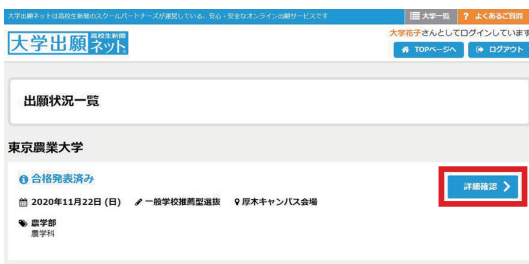 大学出願ネットは高校生新聞のスクールパートナーズが運営している、安心・安全なオンライン出願サービスです
大学一覧
? よくあるご質問
大学出願 高校生新聞 ネット
大学花子さんとしてログインしています
TOPページへ
ログアウト
出願状況一覧
東京農業大学
合格発表済み
詳細確認
2020年11月22日 (日) 一般学校推薦型選抜 厚木キャンパス会場
農学部
農学科